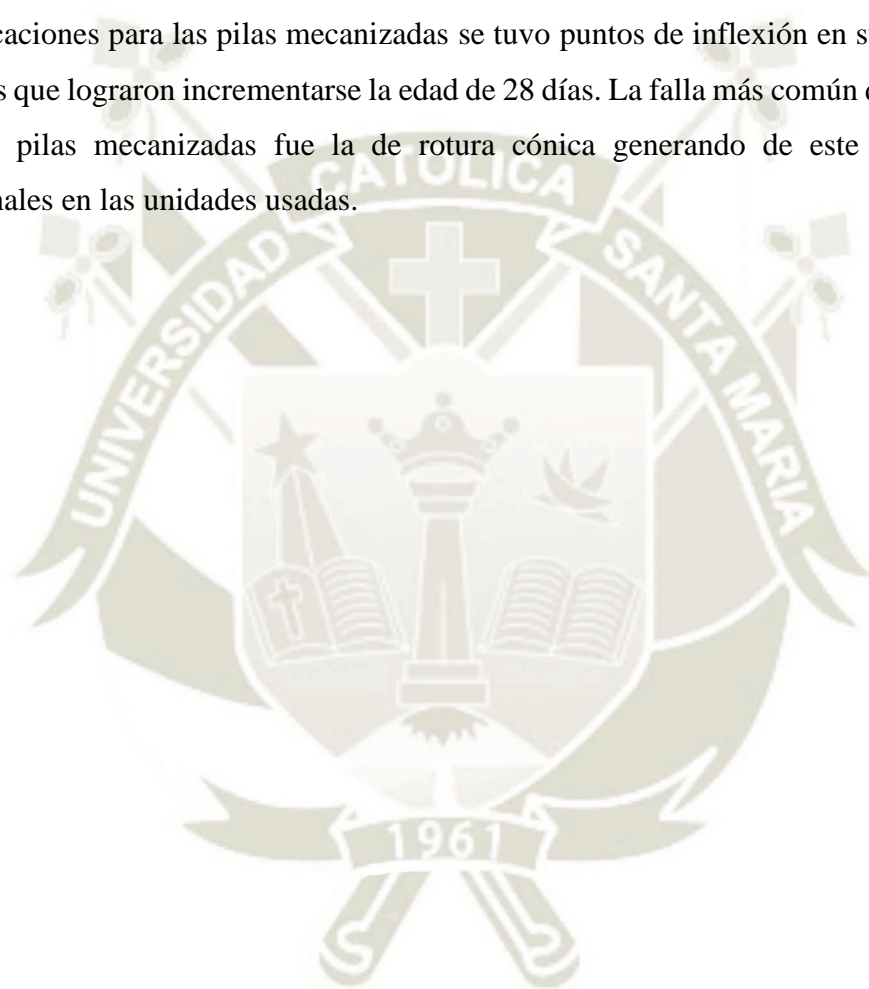 para las pilas mecanizadas se tuvo puntos de inflexión en
que lograron incrementarse la edad de 28 días. La falla más común
pilas mecanizadas fue la de rotura cónica generando de este
en las unidades usadas.
UNIVERSIDAD CATOLICA SANTA MARIA
1961
S S